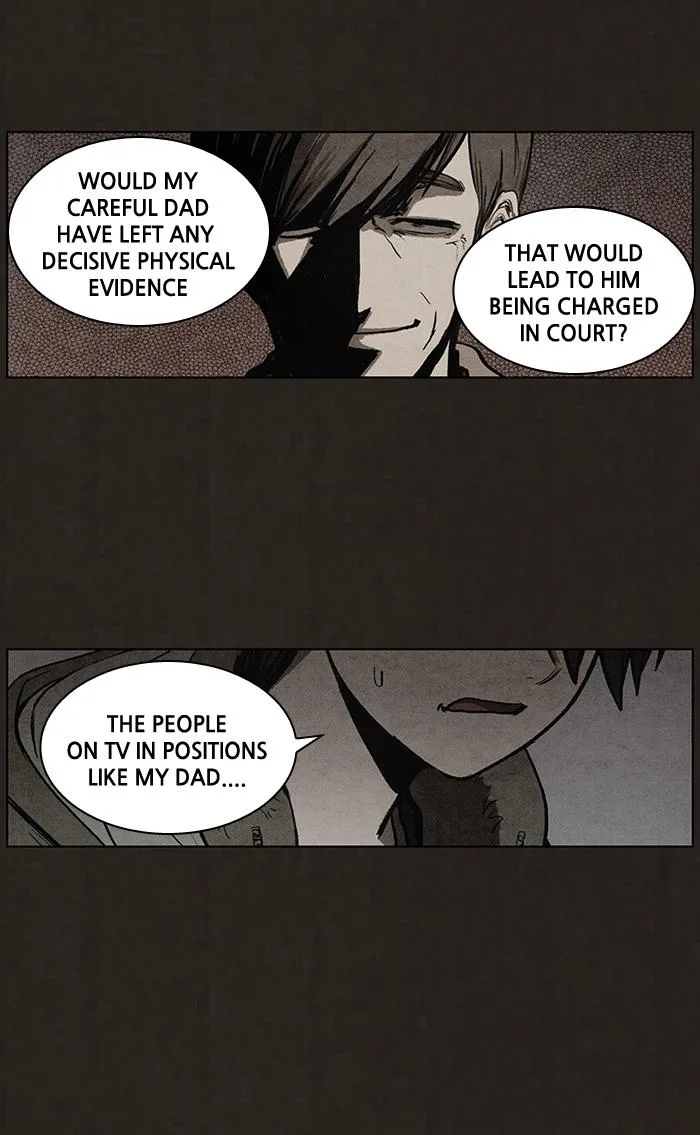 WOULD MY
CAREFUL DAD
HAVE LEFT ANY
DECISIVE PHYSICAL
EVIDENCE
THAT WOULD
LEAD TO HIM
BEING CHARGED
IN COURT?
THE PEOPLE
ON TV IN POSITIONS
LIKE MY DAD....